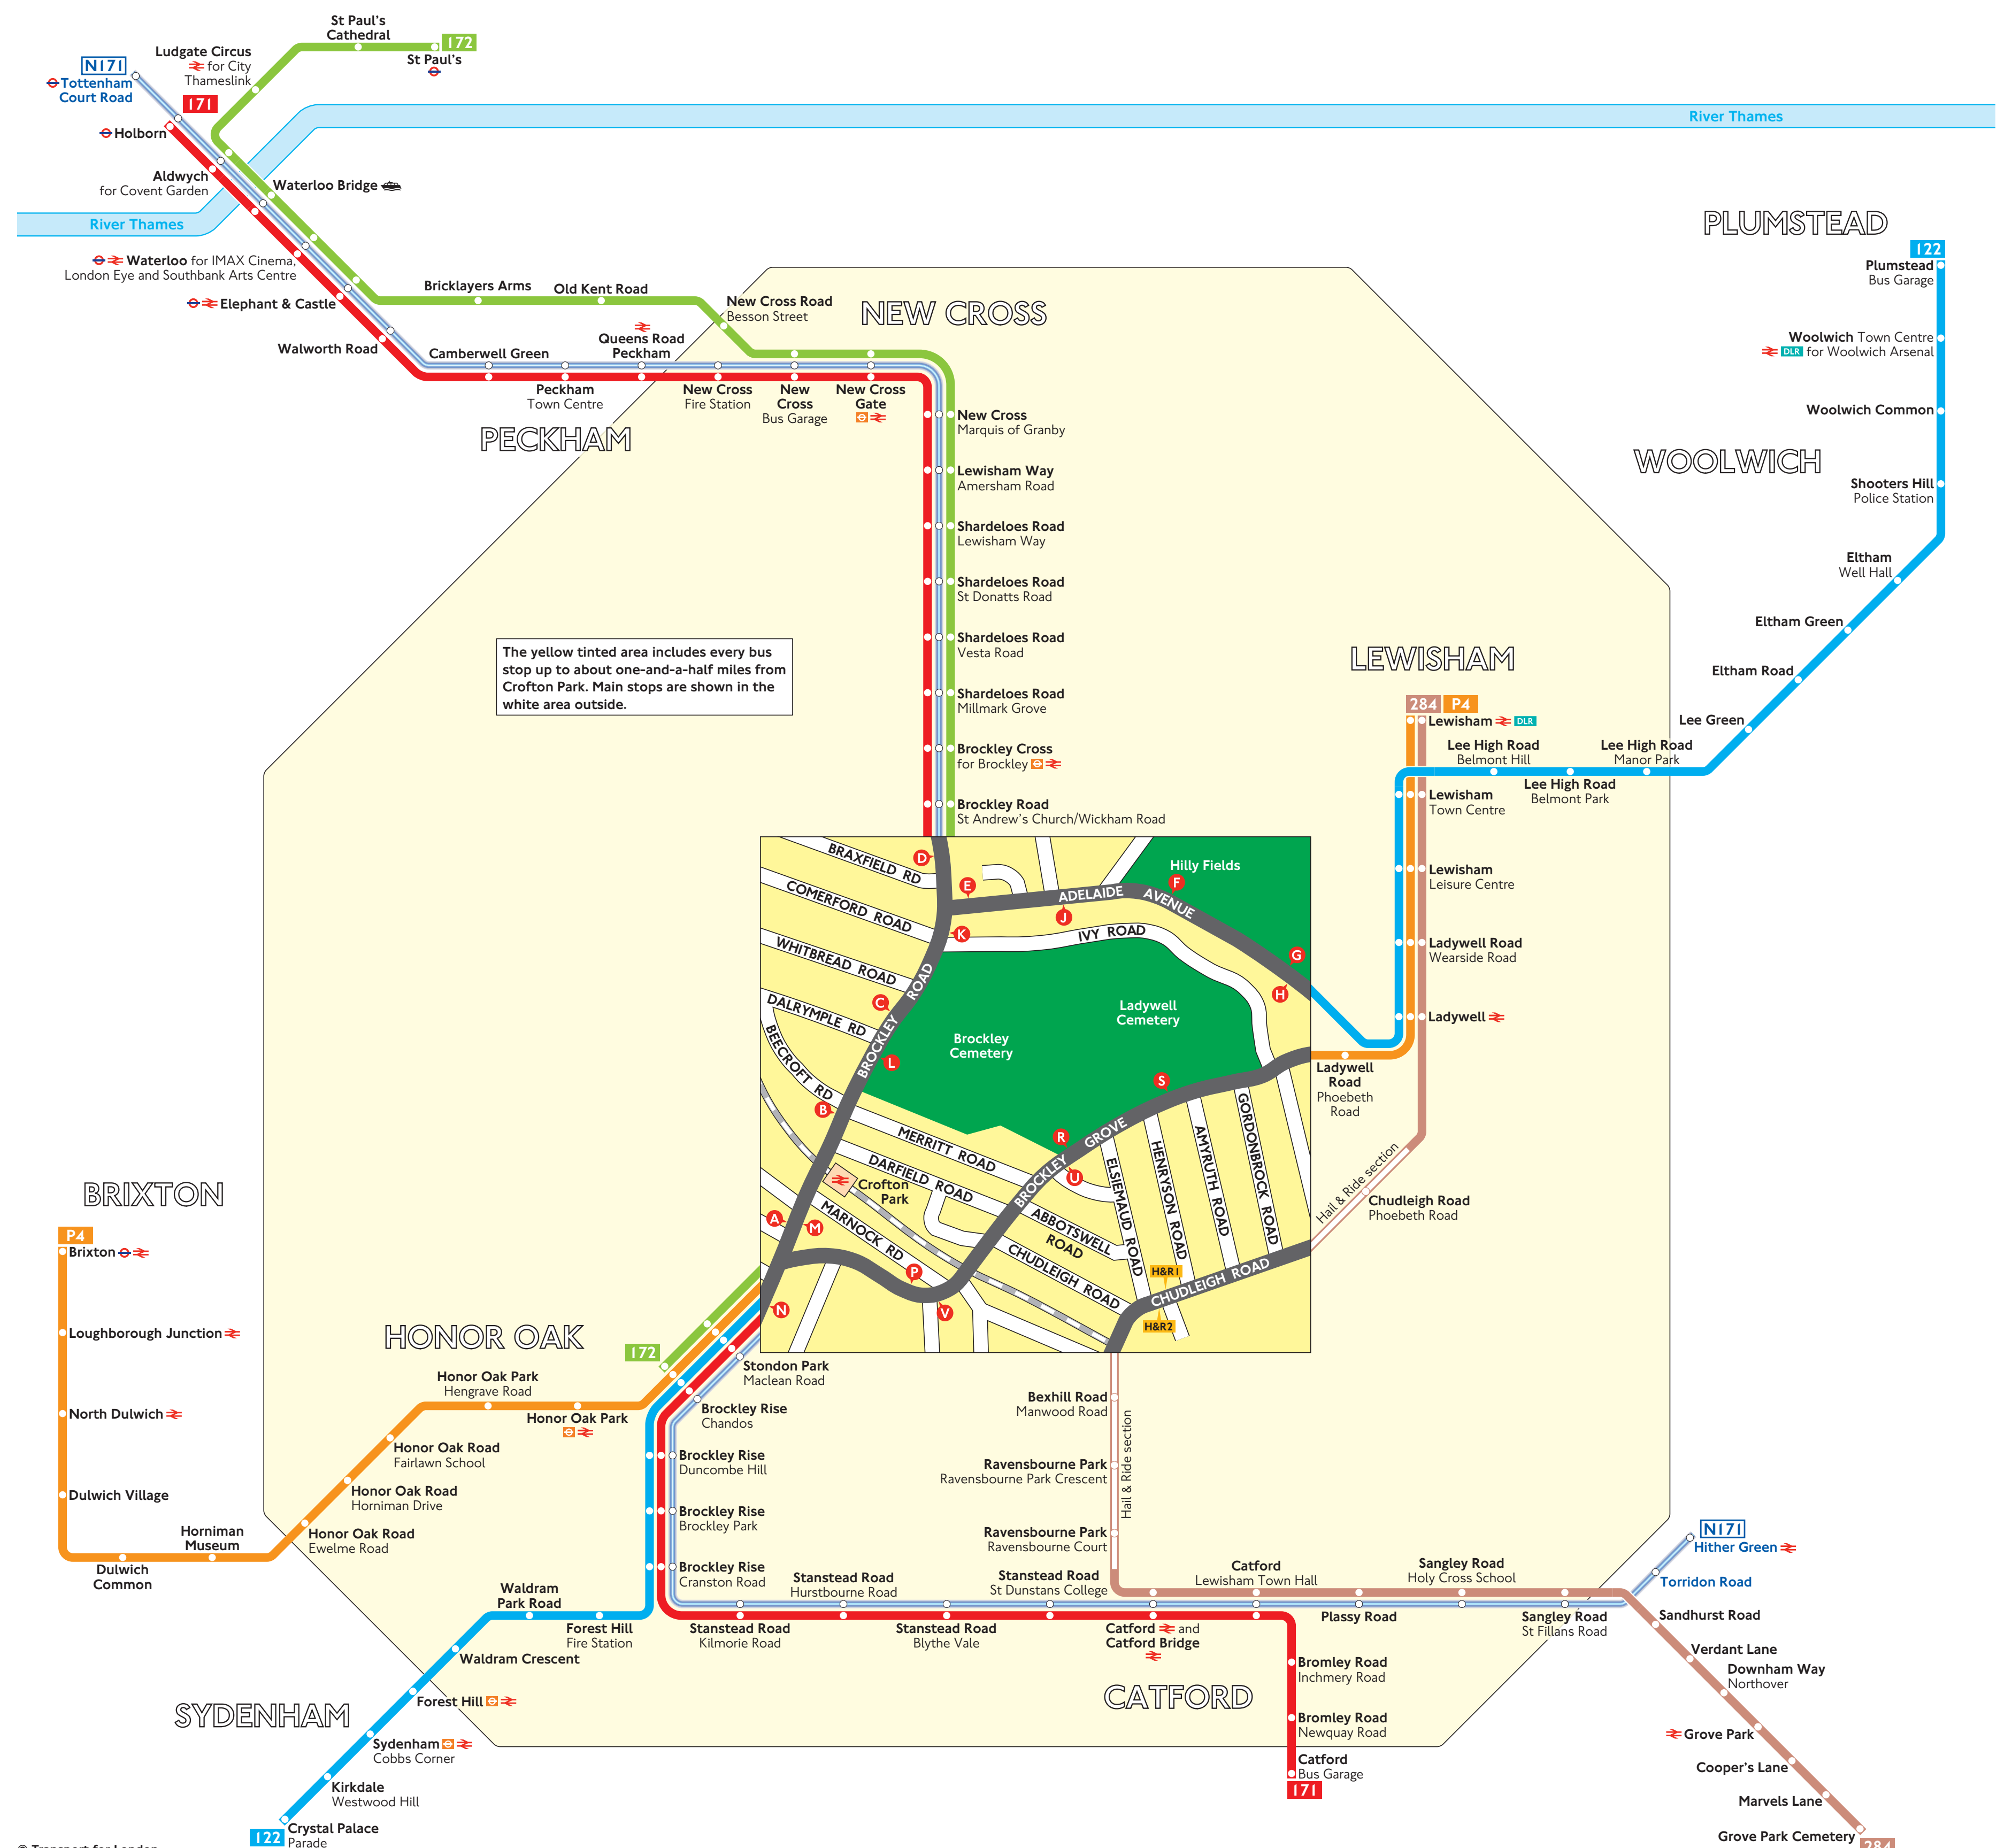 St Paul's
Cathedral
172
St Paul's
Ludgate Circus
for City
Thameslink
N171
Tottenham
Court Road
171
Holborn
River Thames
Aldwych
for Covent Garden
Waterloo Bridge
River Thames
Waterloo for IMAX Cinema,
London Eye and Southbank Arts Centre
Elephant & Castle
Walworth Road
Bricklayers Arms
Old Kent Road
New Cross Road
Besson Street
NEW CROSS
Camberwell Green
Queens Road
Peckham
Peckham
Town Centre
New Cross
Fire Station
New
Cross
Bus Garage
New Cross
Gate
PECKHAM
New Cross
Marquis of Granby
Lewisham Way
Amersham Road
Shardeloes Road
Lewisham Way
Shardeloes Road
St Donatts Road
Shardeloes Road
Vesta Road
Shardeloes Road
Millmark Grove
Brockley Cross
for Brockley
Brockley Road
St Andrew's Church/Wickham Road
The yellow tinted area includes every bus
stop up to about one-and-a-half miles from
Crofton Park. Main stops are shown in the
white area outside.
PLUMSTEAD
122
Plumstead
Bus Garage
Woolwich Town Centre
DLR for Woolwich Arsenal
Woolwich Common
WOOLWICH
Shooters Hill
Police Station
Eltham
Well Hall
Eltham Green
Eltham Road
Lee Green
LEWISHAM
284 P4
Lewisham DLR
Lee High Road
Belmont Hill
Lee High Road
Manor Park
Lee High Road
Belmont Park
Lewisham
Town Centre
Lewisham
Leisure Centre
Ladywell Road
Wearside Road
Ladywell
Ladywell
Road
Phoebeth
Road
Hail & Ride section
Chudleigh Road
Phoebeth Road
BRAXFIELD RD
D
E
COMERFORD ROAD
ADELAIDE AVENUE
Hilly Fields
F
J
K
IVY ROAD
WHITBREAD ROAD
G
H
C
DALRYMPLE RD
BROCKLEY ROAD
Ladywell
Cemetery
Brockley
Cemetery
BEECROFT RD
L
B
S
R
U
MERRITT ROAD
BROCKLEY GROVE
DARFIELD ROAD
Crofton
Park
A
M
MARNOCK RD
ABBOTSWELL
ROAD
CHUDLEIGH ROAD
ELSIEMAUD ROAD
HENRYSON ROAD
AMYRUTH ROAD
GORDONBROCK ROAD
P
N
V
H&R1
CHUDLEIGH ROAD
H&R2
BRIXTON
P4
Brixton
Loughborough Junction
North Dulwich
Dulwich Village
Dulwich
Common
Horniman
Museum
HONOR OAK
172
Honor Oak Park
Hengrave Road
Honor Oak Park
Honor Oak Road
Fairlawn School
Honor Oak Road
Horniman Drive
Honor Oak Road
Ewelme Road
Stondon Park
Maclean Road
Brockley Rise
Chandos
Brockley Rise
Duncombe Hill
Brockley Rise
Brockley Park
Brockley Rise
Cranston Road
Bexhill Road
Manwood Road
Hail & Ride section
Ravensbourne Park
Ravensbourne Park Crescent
Ravensbourne Park
Ravensbourne Court
Waldram
Park Road
Forest Hill
Fire Station
Waldram Crescent
Forest Hill
SYDENHAM
Sydenham
Cobbs Corner
Kirkdale
Westwood Hill
122
Crystal Palace
Parade
Stanstead Road
Kilmorie Road
Stanstead Road
Hurstbourne Road
Stanstead Road
Blythe Vale
Stanstead Road
St Dunstans College
Catford and
Catford Bridge
Catford
Lewisham Town Hall
Plassy Road
Sangley Road
Holy Cross School
Sangley Road
St Fillans Road
CATFORD
Bromley Road
Inchmery Road
Bromley Road
Newquay Road
Catford
Bus Garage
171
N171
Hither Green
Torridon Road
Sandhurst Road
Verdant Lane
Downham Way
Northover
Grove Park
Cooper's Lane
Marvels Lane
Grove Park Cemetery
284
© Transport for London